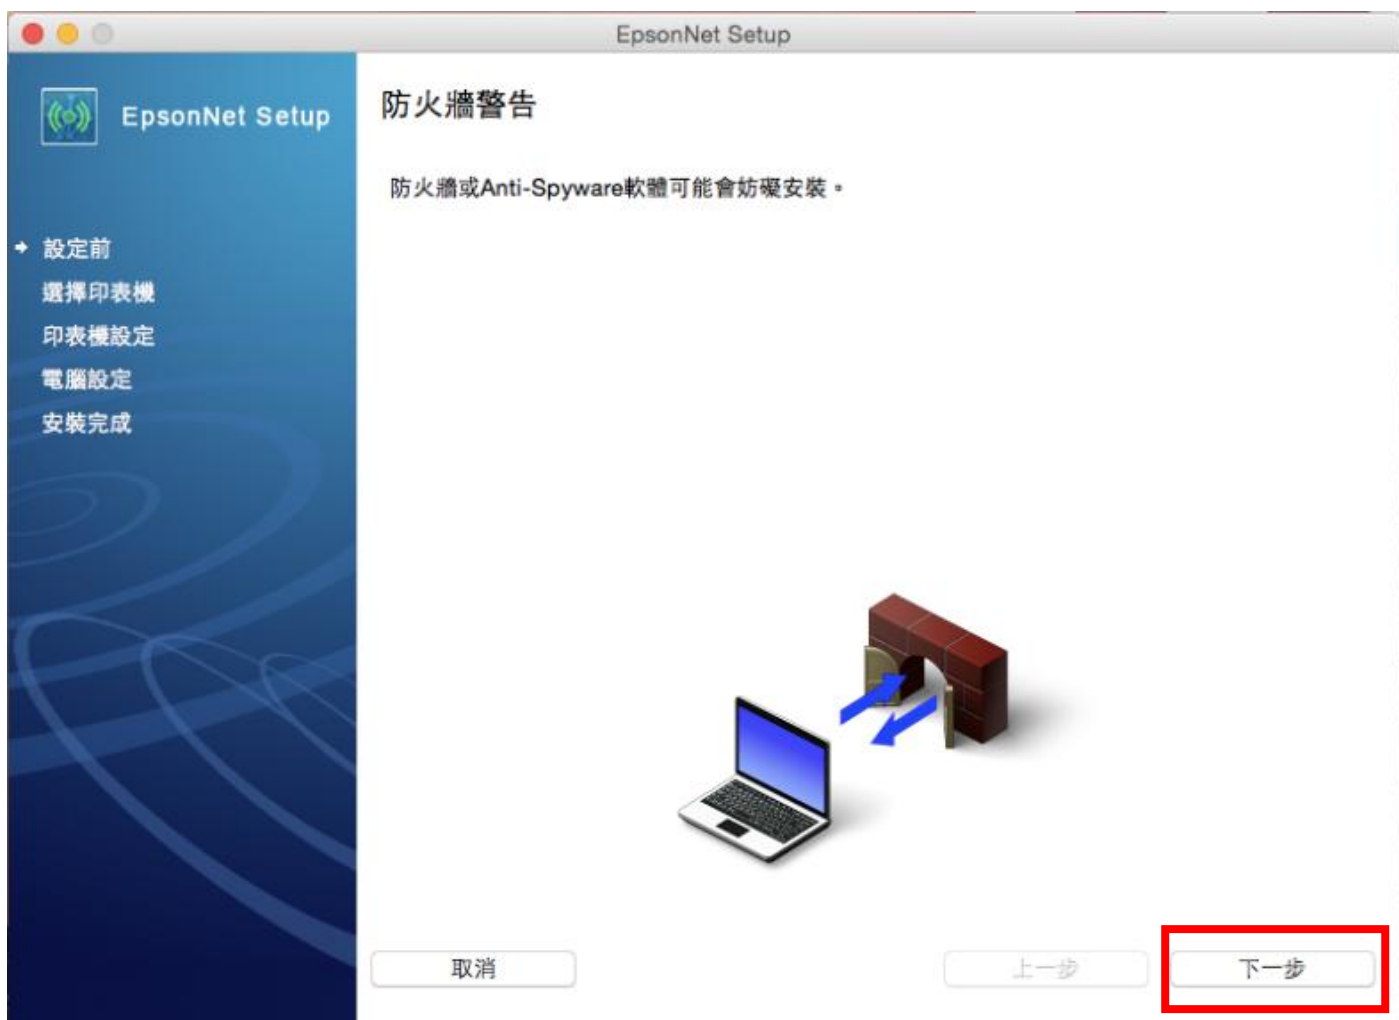 EpsonNet Setup
EpsonNet Setup
防火牆警告
防火牆或Anti-Spyware軟體可能會妨礙安裝。
設定前
選擇印表機
印表機設定
電腦設定
安裝完成
取消
上一步
下一步